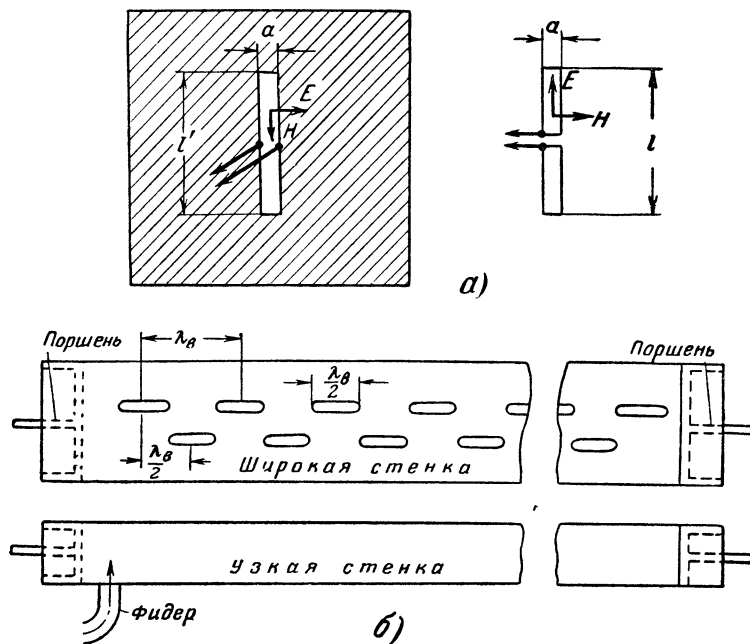 a
a
E
E
H
H
l'
l
а)
Поршень
λв
λв/2
Поршень
λв/2
Широкая стенка
Узкая стенка
Фидер
б)